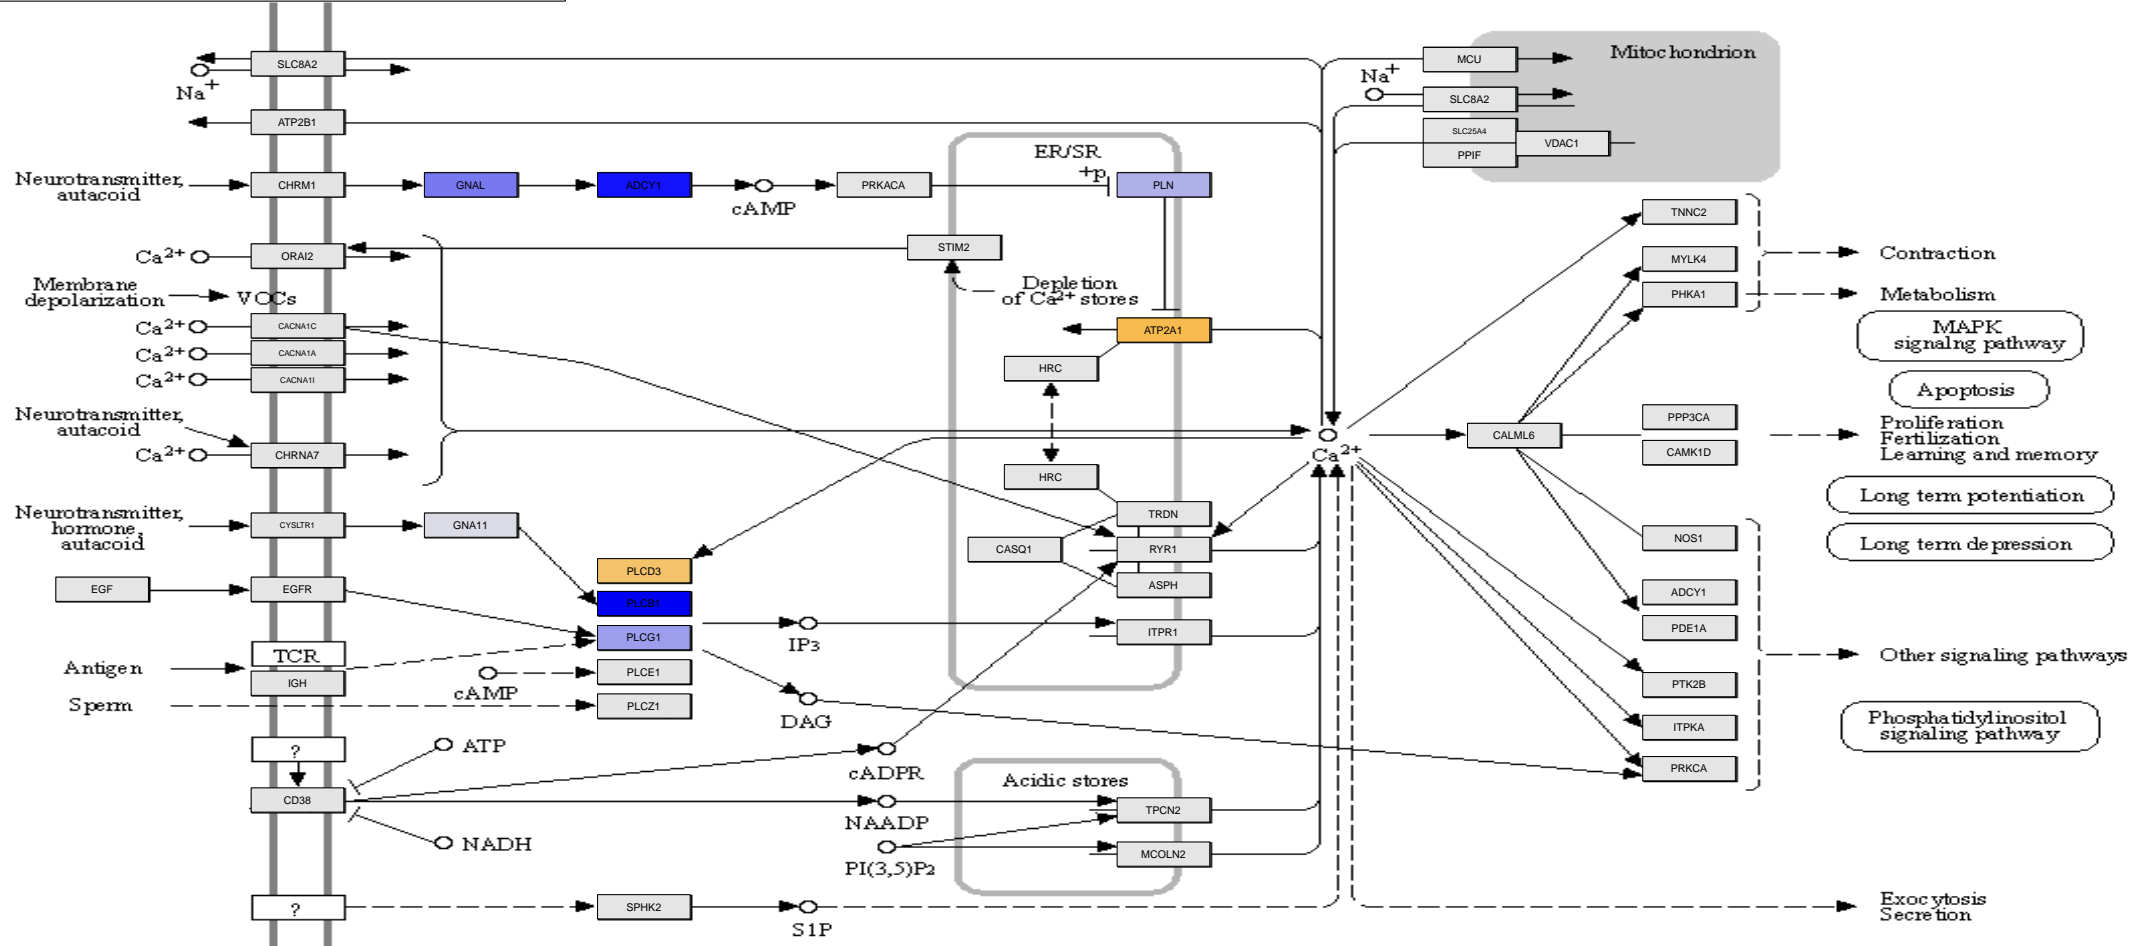 SLC8A2
Na+
ATP2B1
Neurotransmitter,
autacoid
CHRM1
GNAL
ADCY1
cAMP
PRKACA
ER/SR
+p
PLN
MCU
Mitochondrion
Na+
SLC8A2
SLC25A4
PPIF
VDAC1
Ca2+
ORAI2
STIM2
Depletion
of Ca2+ stores
Membrane
depolarization
VOCs
Ca2+
CACNA1C
Ca2+
CACNA1A
Ca2+
CACNA1I
ATP2A1
HRC
Neurotransmitter,
autacoid
Ca2+
CHRNA7
HRC
Ca2+
CALML6
TNNC2
MYLK4
PHKA1
Contraction
Metabolism
MAPK
signalng pathway
Apoptosis
PPP3CA
CAMK1D
Proliferation
Fertilization
Learning and memory
Long term potentiation
Long term depression
Neurotransmitter,
hormone,
autacoid
CYSLTR1
GNA11
TRDN
CASQ1
RYR1
ASPH
ITPR1
EGF
EGFR
PLCD3
PLCB1
PLCG1
PLCE1
PLCZ1
IP3
DAG
Antigen
TCR
IGH
cAMP
Sperm
NOS1
ADCY1
PDE1A
PTK2B
ITPKA
PRKCA
Other signaling pathways
Phosphatidylinositol
signaling pathway
?
ATP
CD38
NADH
cADPR
NAADP
PI(3,5)P2
Acidic stores
TPCN2
MCOLN2
?
SPHK2
S1P
Exocytosis
Secretion